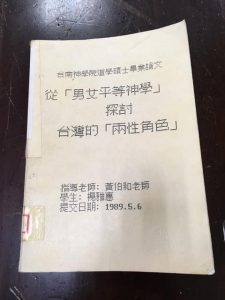 台南神學院道學碩士畢業論文
從「男女平等神學」
探討
台灣的「兩性角色」
指導老師: 黃伯和老師
學生: 楊雅惠
提交日期: 1989.5.6